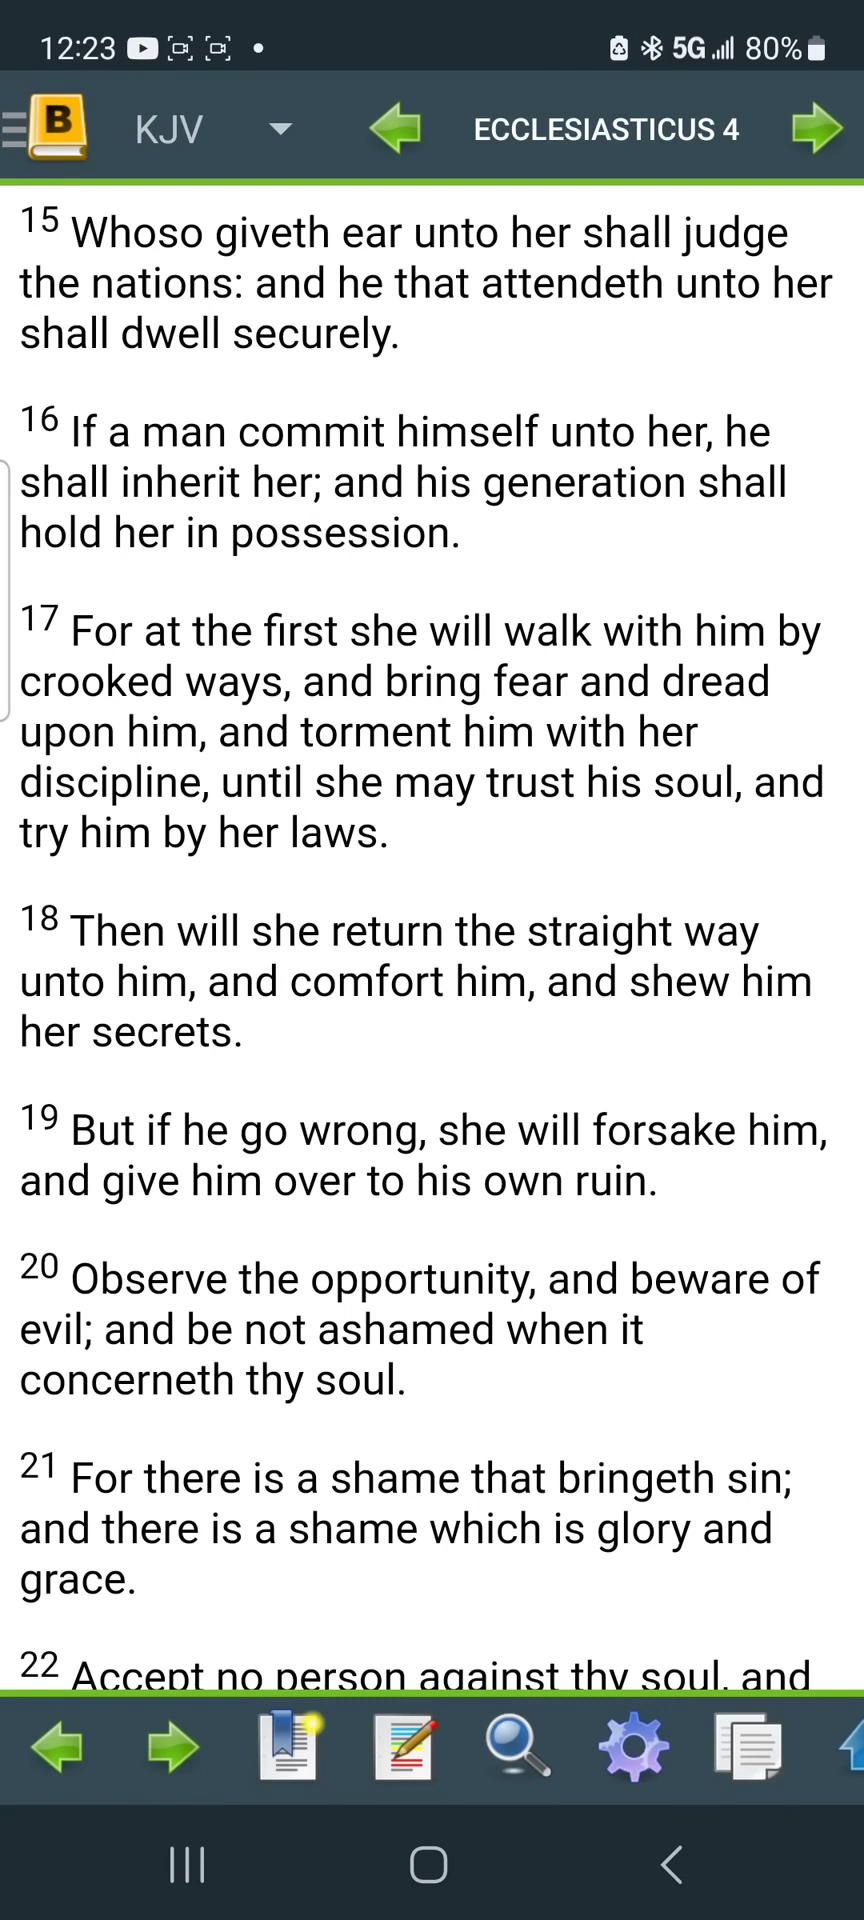 12:23 5G 80%
B KJV ECCLESIASTICUS 4
15 Whoso giveth ear unto her shall judge
the nations: and he that attendeth unto her
shall dwell securely.
16 If a man commit himself unto her, he
shall inherit her; and his generation shall
hold her in possession.
17 For at the first she will walk with him by
crooked ways, and bring fear and dread
upon him, and torment him with her
discipline, until she may trust his soul, and
try him by her laws.
18 Then will she return the straight way
unto him, and comfort him, and shew him
her secrets.
19 But if he go wrong, she will forsake him,
and give him over to his own ruin.
20 Observe the opportunity, and beware of
evil; and be not ashamed when it
concerneth thy soul.
21 For there is a shame that bringeth sin;
and there is a shame which is glory and
grace.
22 Accept no person against thy soul, and